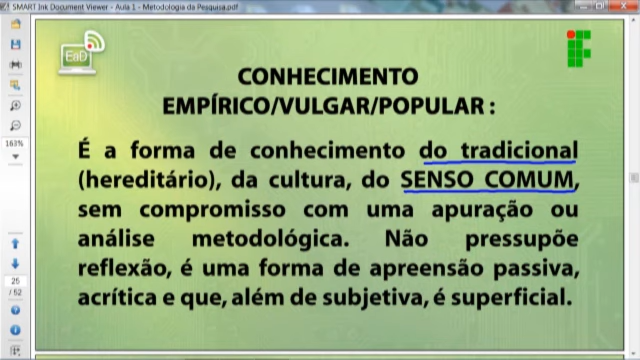 SMART Ink Document Viewer - Aula 1 - Metodologia da Pesquisa.pdf
EaD
CONHECIMENTO
EMPÍRICO/VULGAR/POPULAR :
É a forma de conhecimento do tradicional
(hereditário), da cultura, do SENSO COMUM,
sem compromisso com uma apuração ou
análise metodológica. Não pressupõe
reflexão, é uma forma de apreensão passiva,
acrítica e que, além de subjetiva, é superficial.
163%
25
/ 52